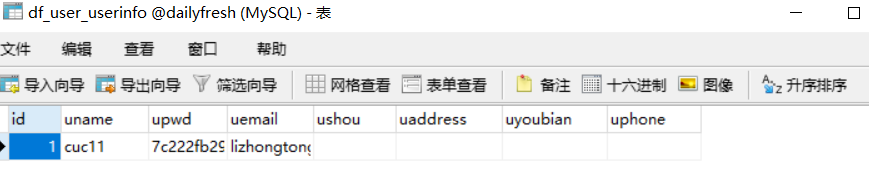 df_user_userinfo @dailyfresh (MySQL) - 表
文件 编辑 查看 窗口 帮助
导入向导 导出向导 筛选向导 网格查看 表单查看 备注 十六进制 图像 升序排序
id uname upwd uemail ushou uaddress uyoubian uphone
1 cuc11 7c222fb29 lizhongtong